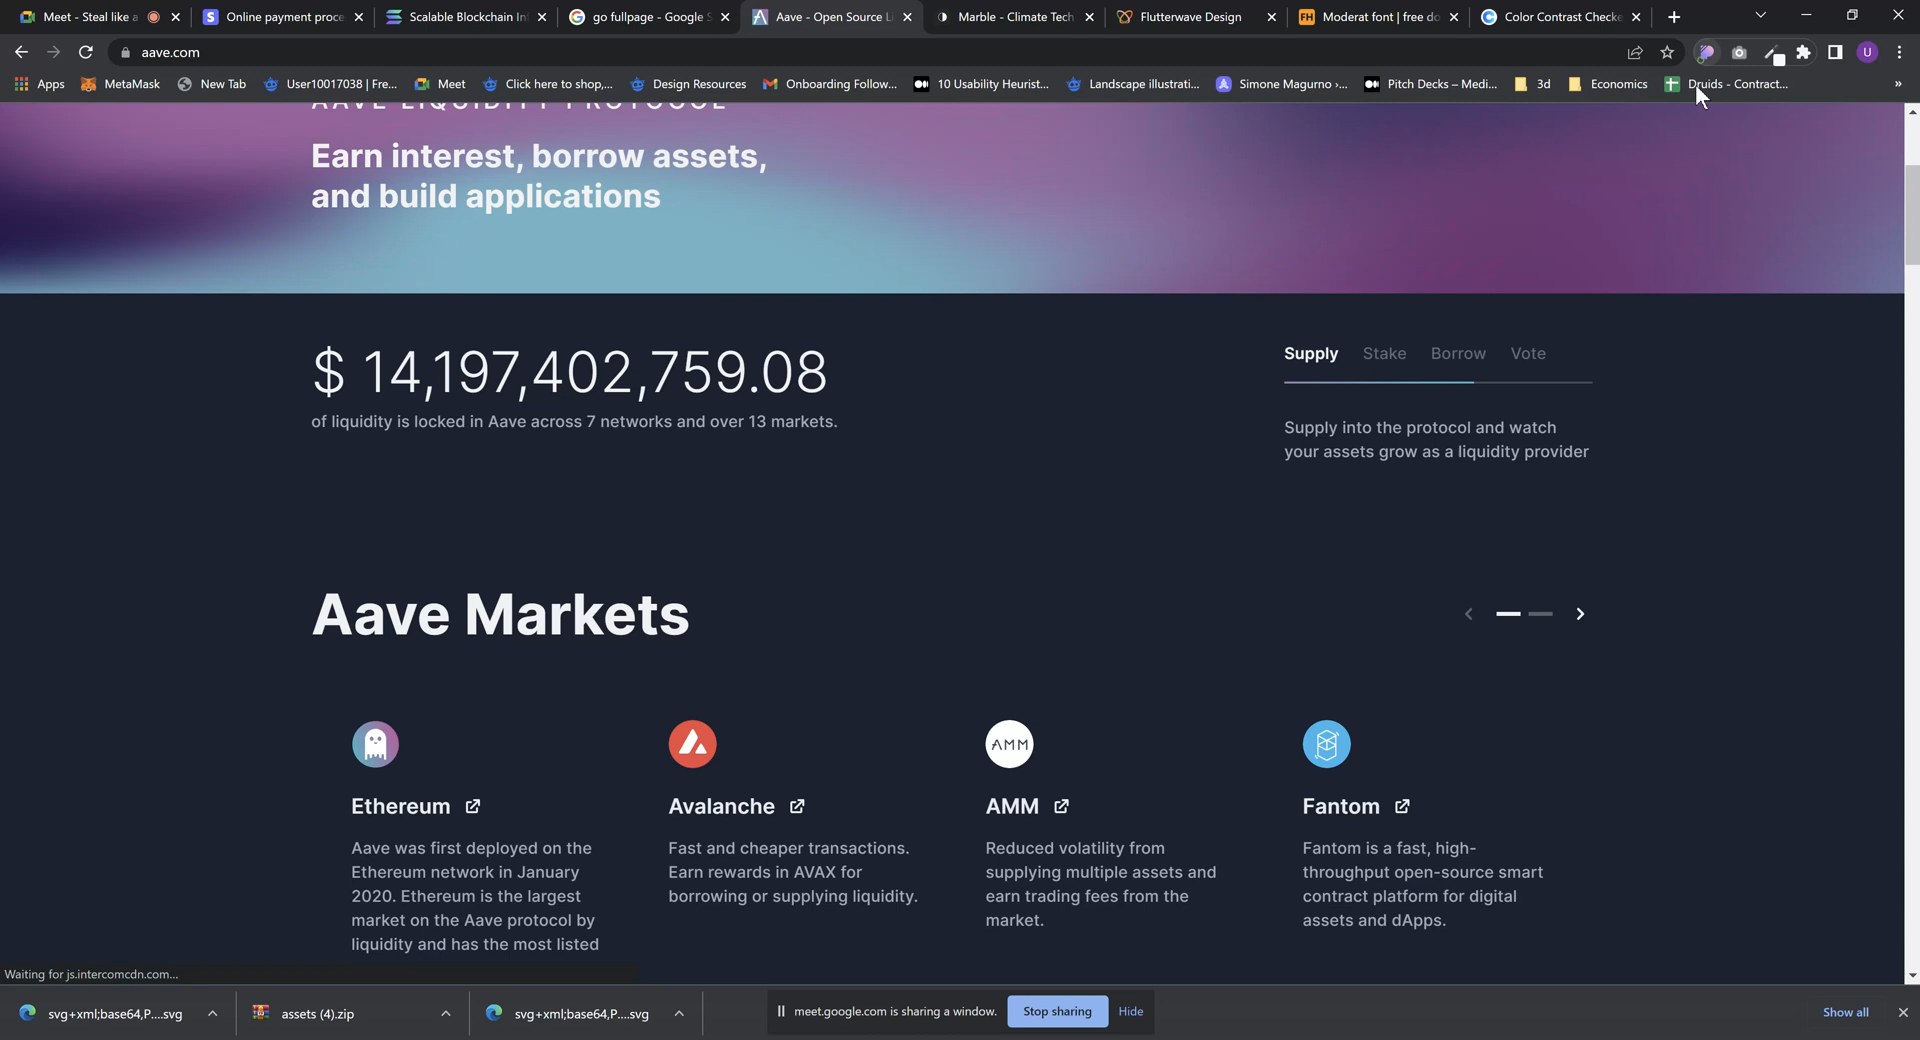 Meet - Steal like a
Online payment proce
Scalable Blockchain In
go fullpage - Google S
Aave - Open Source Li
Marble - Climate Tech
Flutterwave Design
Moderat font | free do
Color Contrast Checke
aave.com
Apps
MetaMask
New Tab
User10017038 | Fre...
Meet
Click here to shop,...
Design Resources
Onboarding Follow...
10 Usability Heurist...
Landscape illustrati...
Simone Magurno ›...
Pitch Decks – Medi...
3d
Economics
Druids - Contract...
»
AAVE LIQUIDITY PROTOCOL
Earn interest, borrow assets,
and build applications
$ 14,197,402,759.08
of liquidity is locked in Aave across 7 networks and over 13 markets.
Supply Stake Borrow Vote
Supply into the protocol and watch
your assets grow as a liquidity provider
Aave Markets
AMM
Ethereum
Aave was first deployed on the
Ethereum network in January
2020. Ethereum is the largest
market on the Aave protocol by
liquidity and has the most listed
Avalanche
Fast and cheaper transactions.
Earn rewards in AVAX for
borrowing or supplying liquidity.
AMM
Reduced volatility from
supplying multiple assets and
earn trading fees from the
market.
Fantom
Fantom is a fast, high-
throughput open-source smart
contract platform for digital
assets and dApps.
Waiting for js.intercomcdn.com...
svg+xml;base64,P....svg
assets (4).zip
svg+xml;base64,P....svg
meet.google.com is sharing a window.
Stop sharing
Hide
Show all